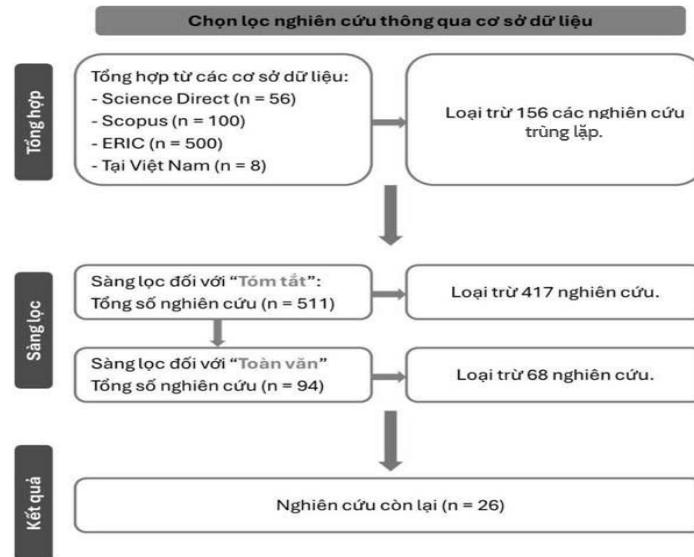 Chọn lọc nghiên cứu thông qua cơ sở dữ liệu
Tổng hợp
Tổng hợp từ các cơ sở dữ liệu:
- Science Direct (n = 56)
- Scopus (n = 100)
- ERIC (n = 500)
- Tại Việt Nam (n = 8)
Loại trừ 156 các nghiên cứu
trùng lặp.
Sàng lọc
Sàng lọc đối với “Tóm tắt”:
Tổng số nghiên cứu (n = 511)
Loại trừ 417 nghiên cứu.
Sàng lọc đối với “Toàn văn”
Tổng số nghiên cứu (n = 94)
Loại trừ 68 nghiên cứu.
Kết quả
Nghiên cứu còn lại (n = 26)